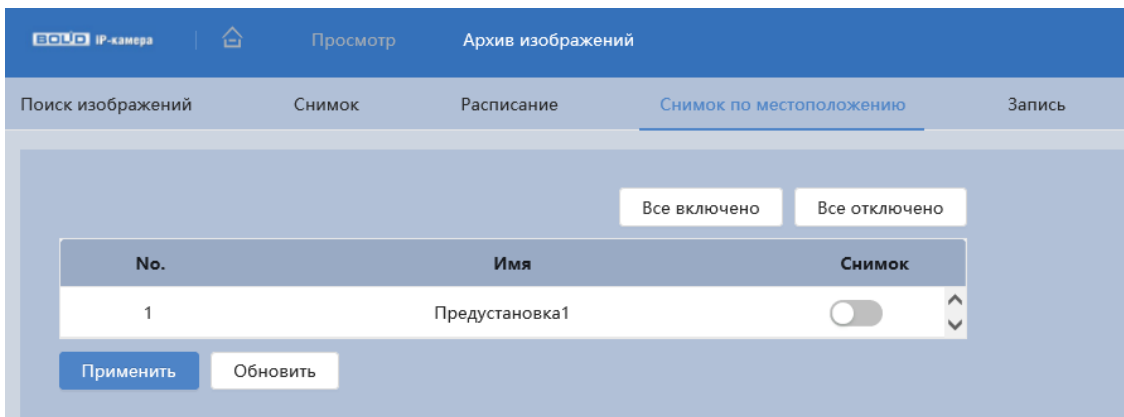 BOLID IP-камера Просмотр Архив изображений
Поиск изображений Снимок Расписание Снимок по местоположению Запись
Все включено Все отключено
No. Имя Снимок
1 Предустановка1
Применить Обновить